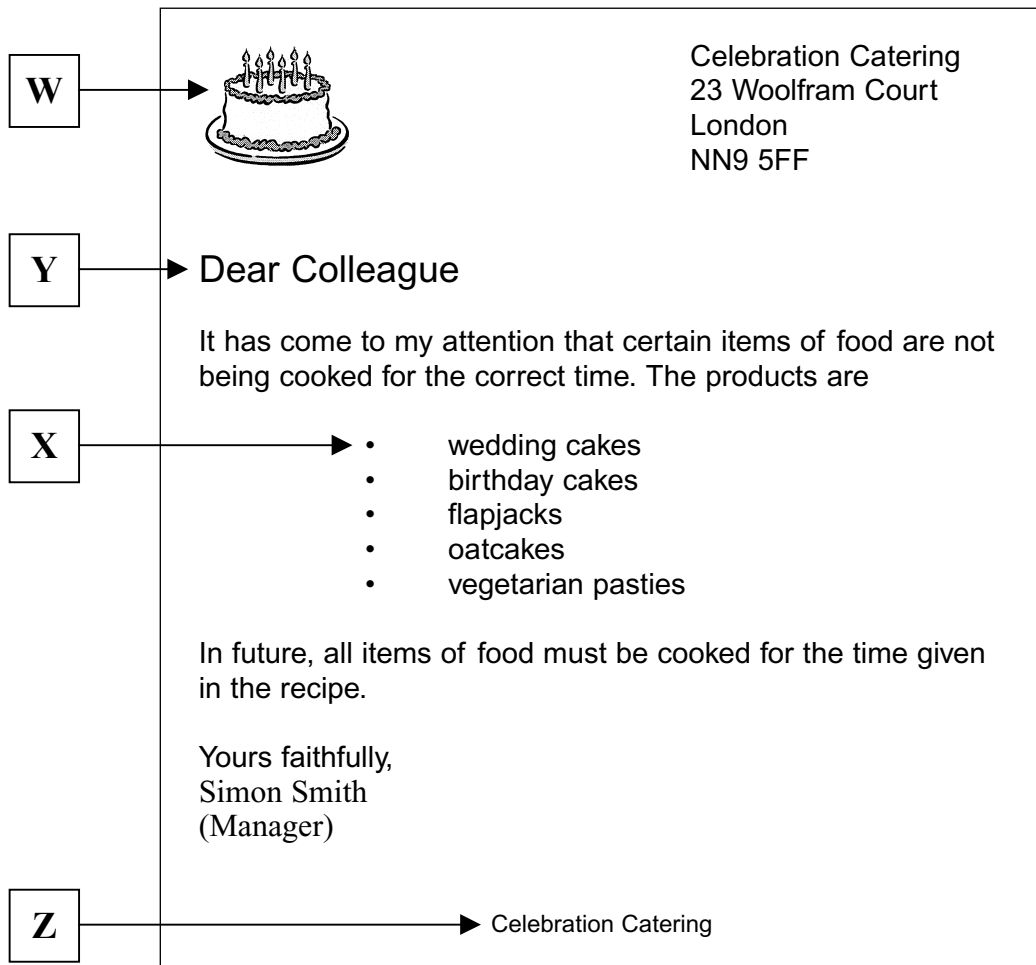 W
Celebration Catering
23 Woolfram Court
London
NN9 5FF
Y
Dear Colleague
It has come to my attention that certain items of food are not
being cooked for the correct time. The products are
X
• wedding cakes
• birthday cakes
• flapjacks
• oatcakes
• vegetarian pasties
In future, all items of food must be cooked for the time given
in the recipe.
Yours faithfully,
Simon Smith
(Manager)
Z
Celebration Catering